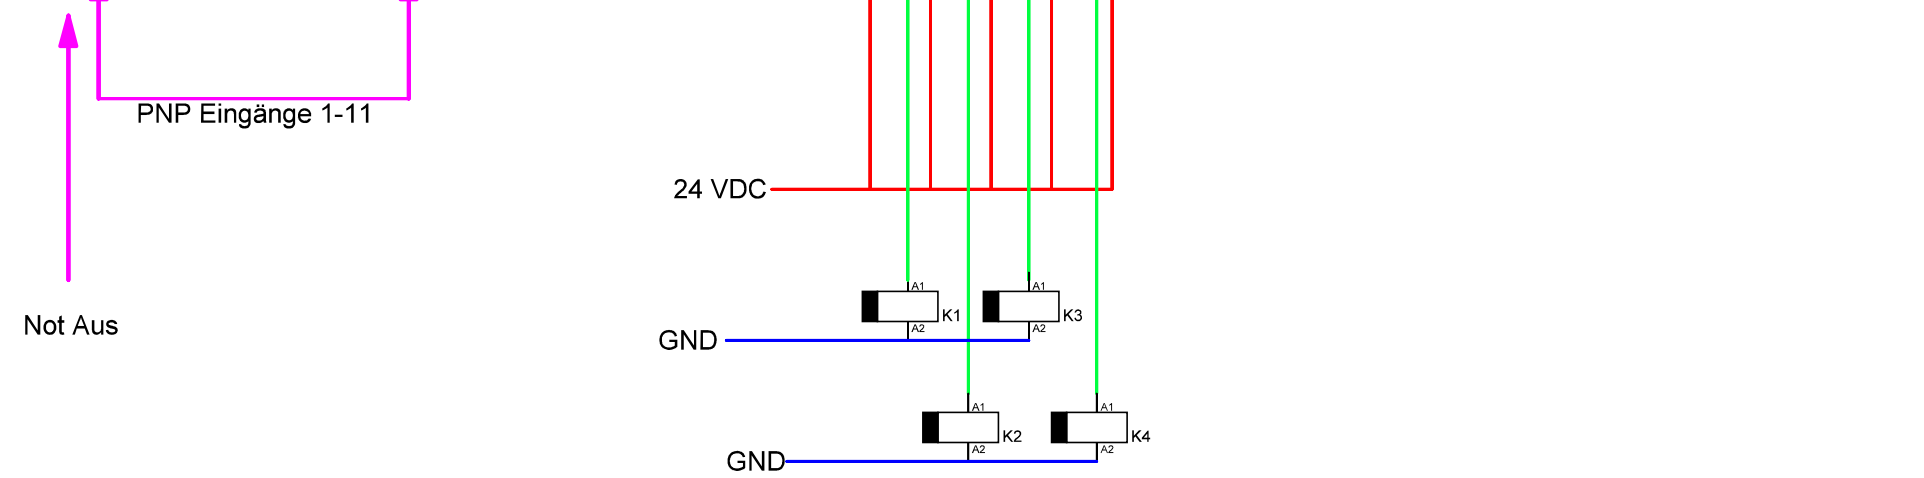 PNP Eingänge 1-11
24 VDC
A1
A1
K1
K3
Not Aus
A2
A2
GND
A1
A1
K2
K4
A2
A2
GND